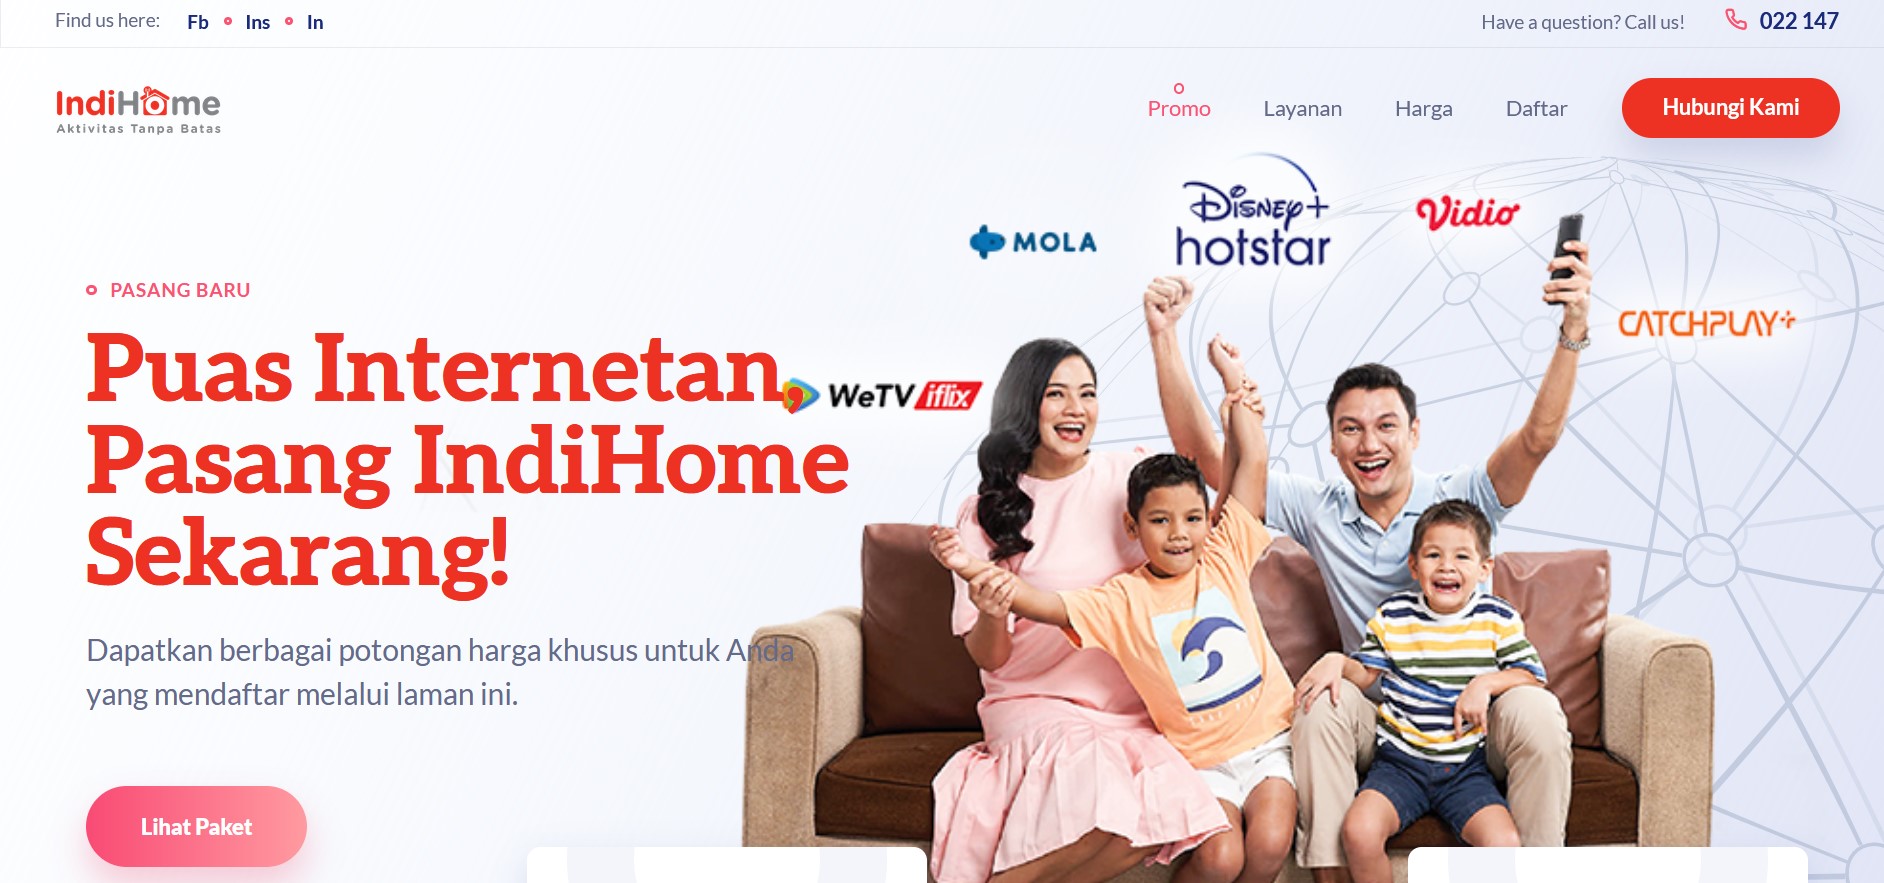 Find us here:
Fb
Ins
In
Have a question? Call us!
022 147
IndiHome
Aktivitas Tanpa Batas
Promo
Layanan
Harga
Daftar
Hubungi Kami
MOLA
Disney+
hotstar
Vidio
CATCHPLAY+
WeTV iflix
PASANG BARU
Puas Internetan,
Pasang IndiHome
Sekarang!
Dapatkan berbagai potongan harga khusus untuk Anda
yang mendaftar melalui laman ini.
Lihat Paket